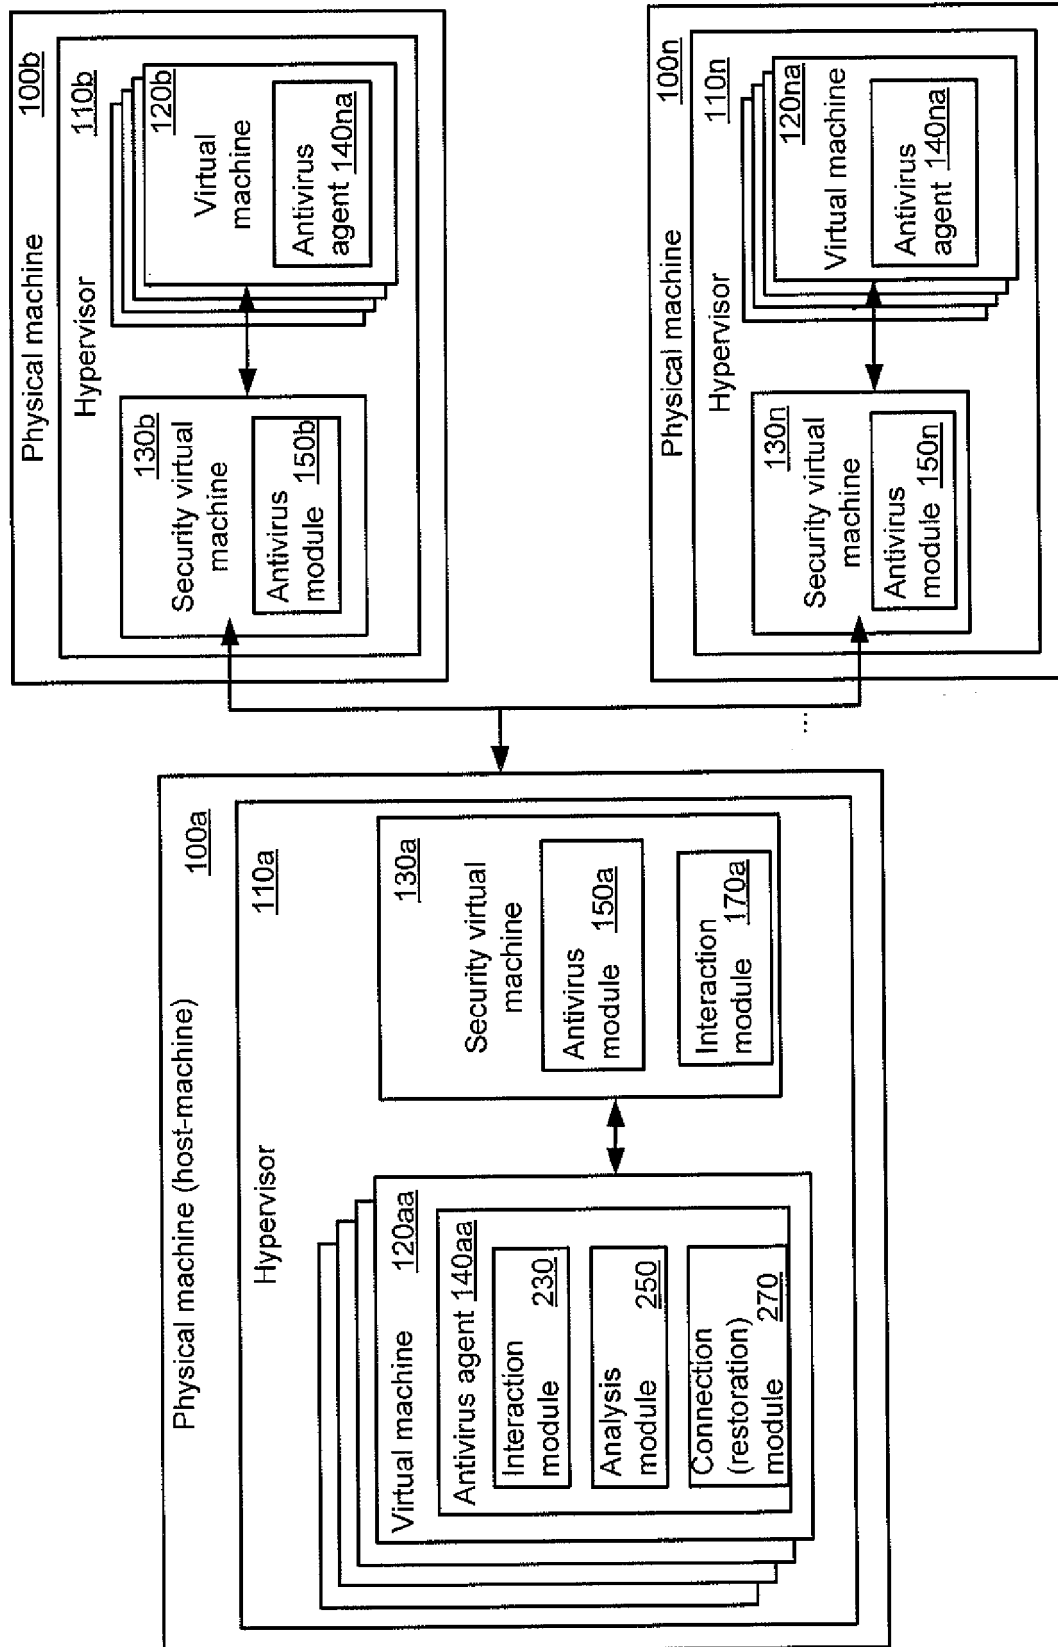 Physical machine (host-machine)
100a
Hypervisor
110a
Virtual machine
120aa
Antivirus agent 140aa
Interaction
module
230
Analysis
module
250
Connection
(restoration)
module
270
Security virtual
machine
130a
Antivirus
module
150a
Interaction
module
170a
Physical machine
100b
Hypervisor
110b
130b
Security virtual
machine
Antivirus
module
150b
120b
Virtual
machine
Antivirus
agent 140na
...
Physical machine
100n
Hypervisor
110n
130n
Security virtual
machine
Antivirus
module 150n
120na
Virtual machine
Antivirus
agent 140na